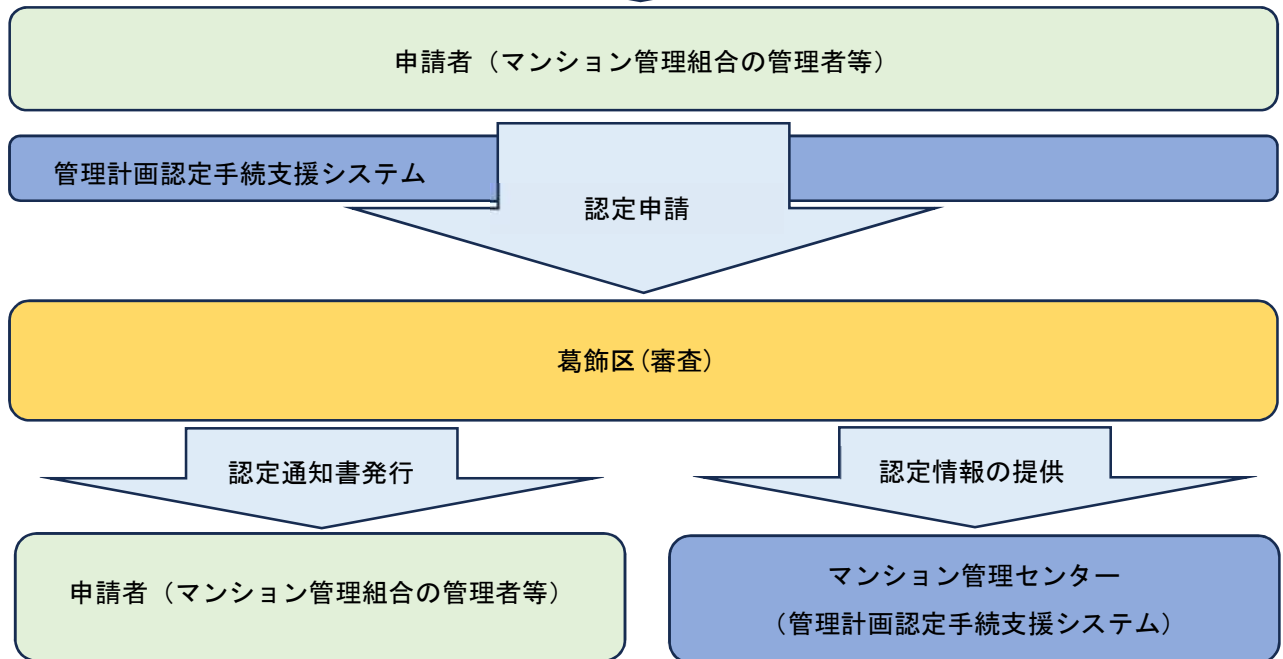 申請者（マンション管理組合の管理者等）
管理計画認定手続支援システム
認定申請
葛飾区(審査)
認定通知書発行
認定情報の提供
申請者（マンション管理組合の管理者等）
マンション管理センター
（管理計画認定手続支援システム）